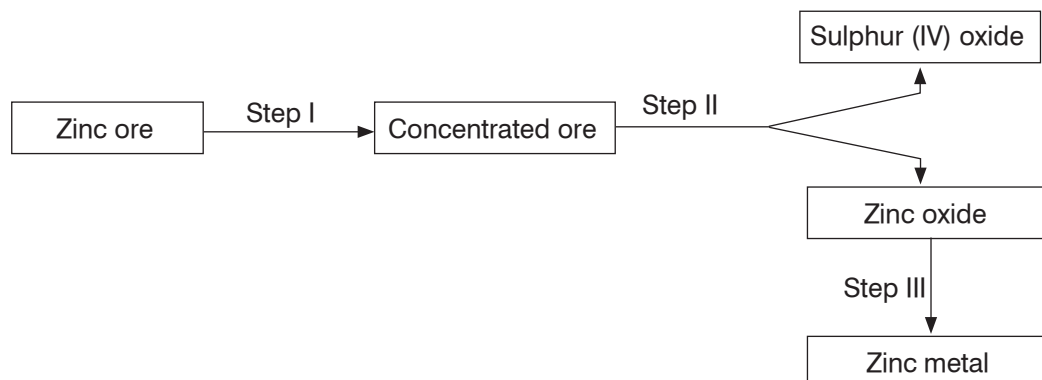 Sulphur (IV) oxide
Zinc ore
Step I
Concentrated ore
Step II
Zinc oxide
Step III
Zinc metal